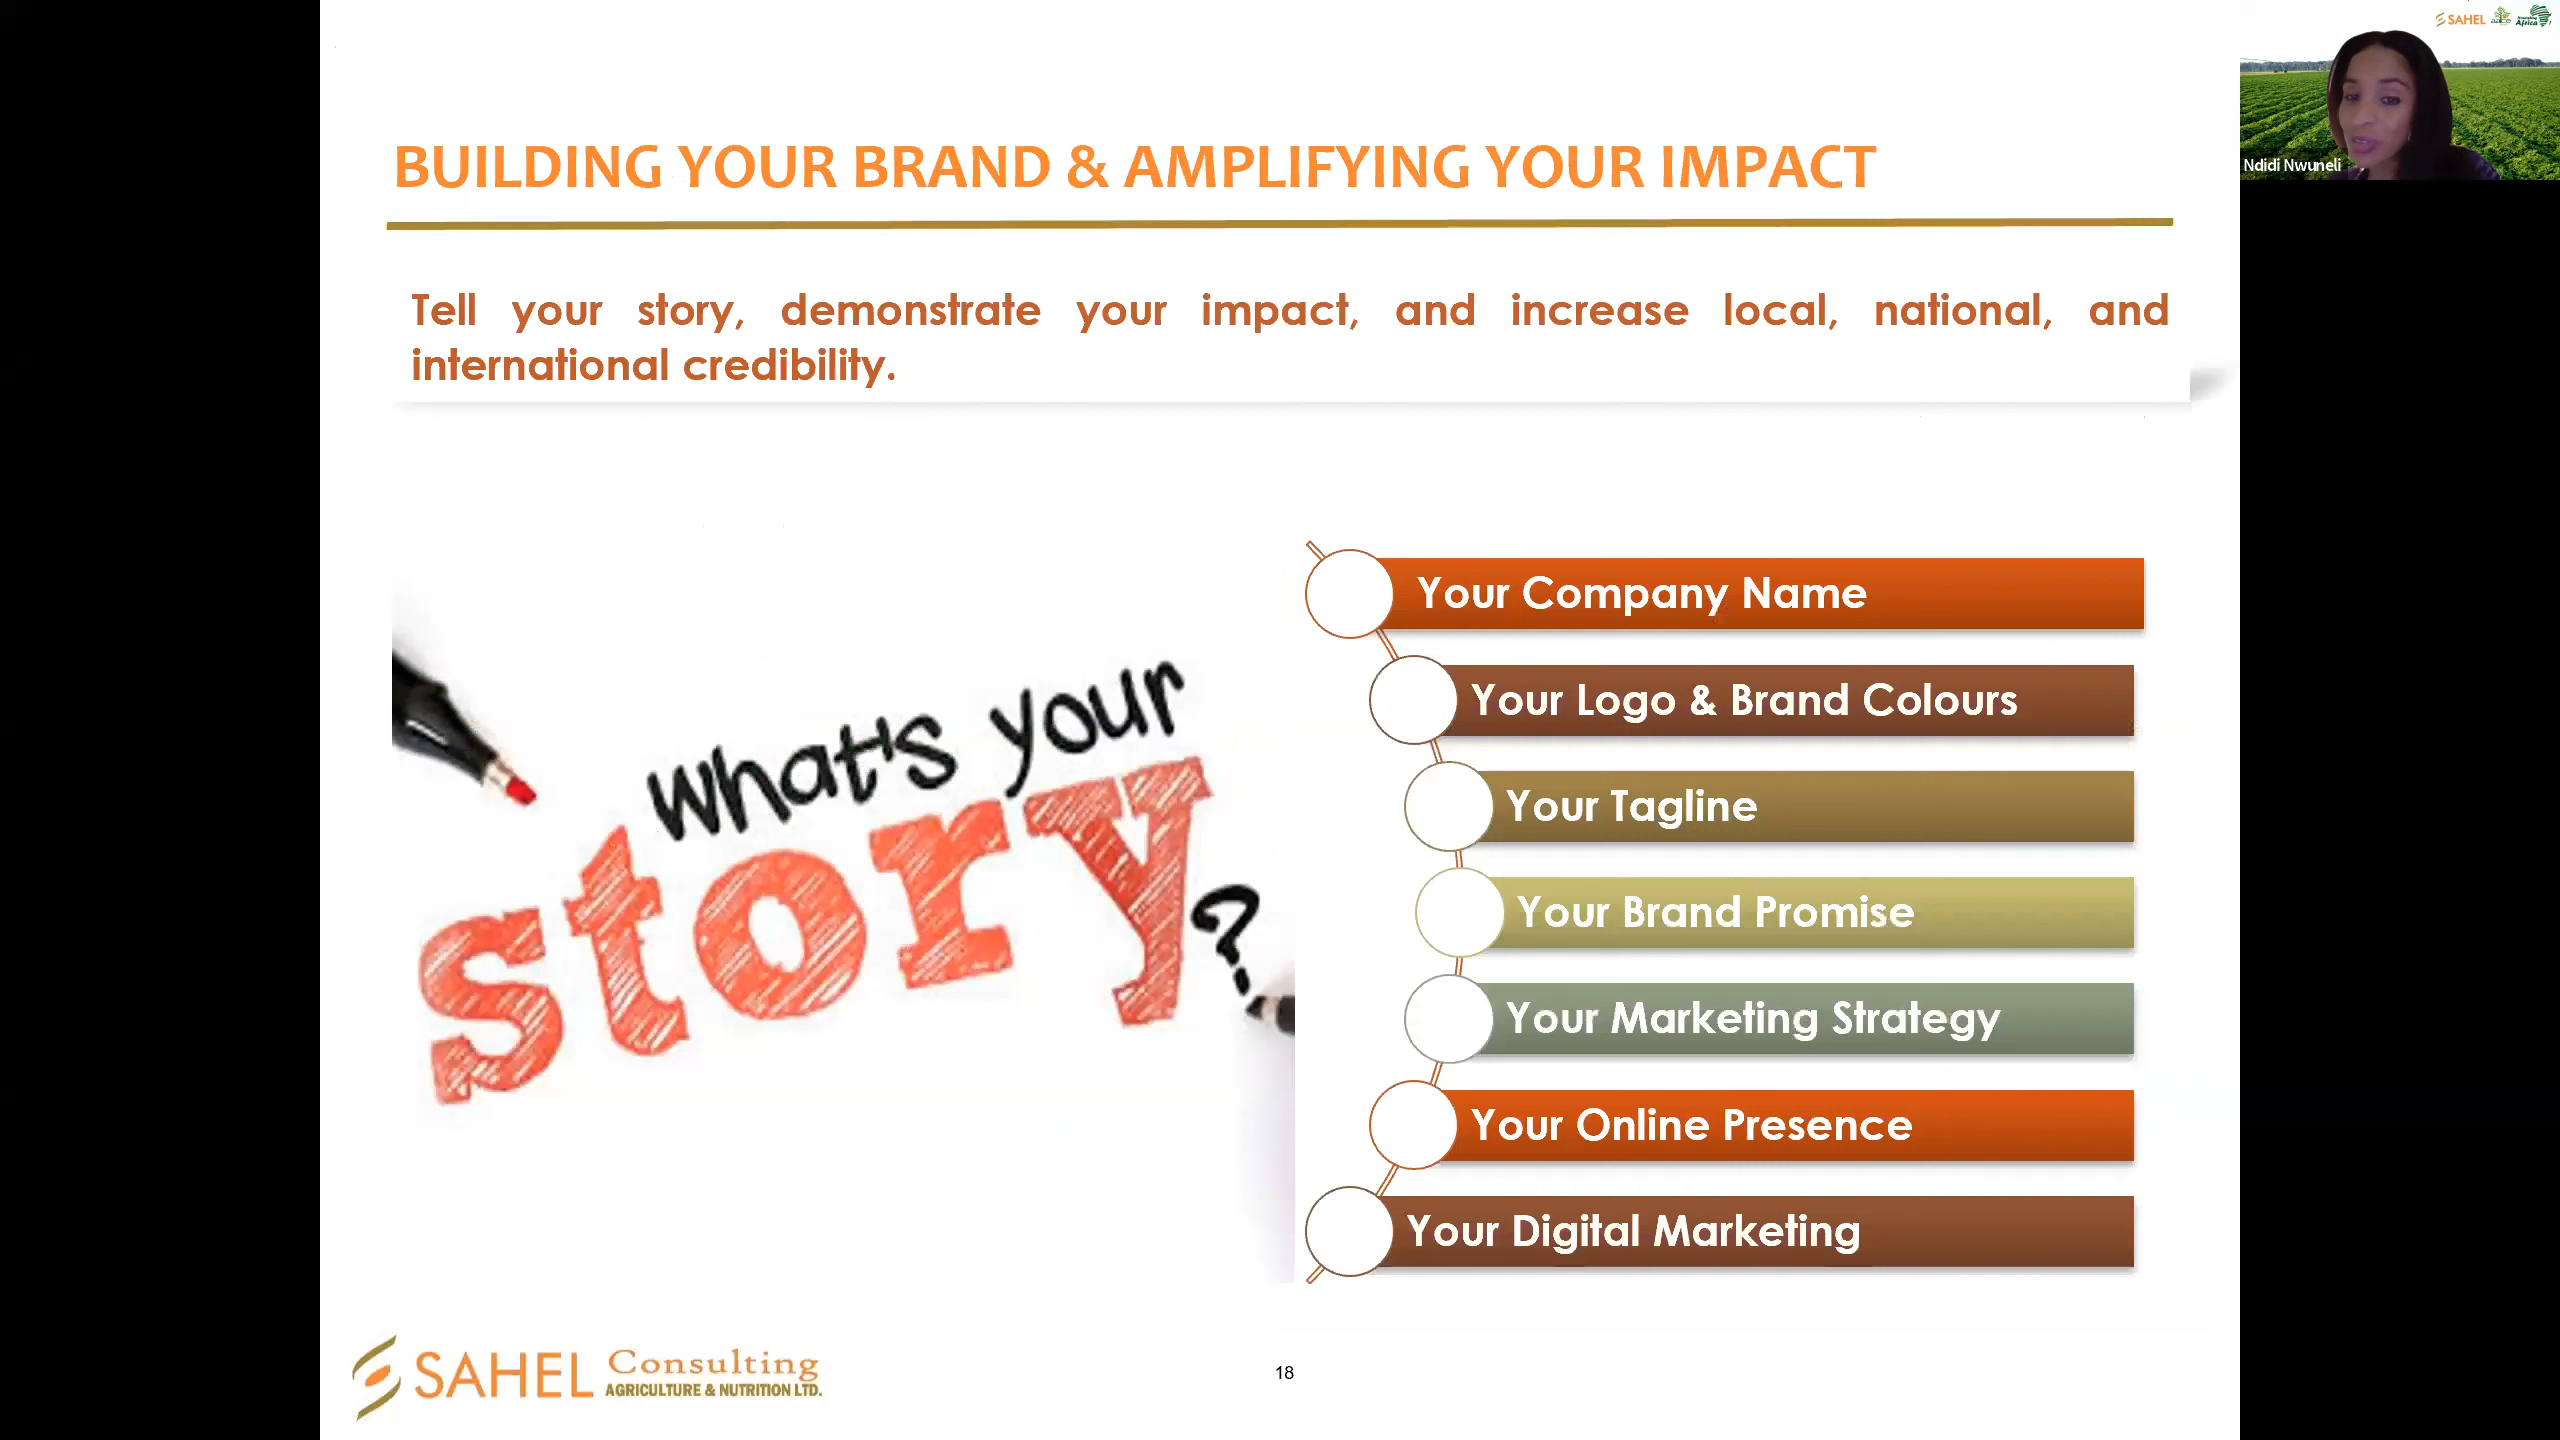 SAHEL
Africa
Ndidi Nwuneli
BUILDING YOUR BRAND & AMPLIFYING YOUR IMPACT
Tell your story, demonstrate your impact, and increase local, national, and
international credibility.
What's your
story?
Your Company Name
Your Logo & Brand Colours
Your Tagline
Your Brand Promise
Your Marketing Strategy
Your Online Presence
Your Digital Marketing
SAHEL Consulting
AGRICULTURE & NUTRITION LTD.
18